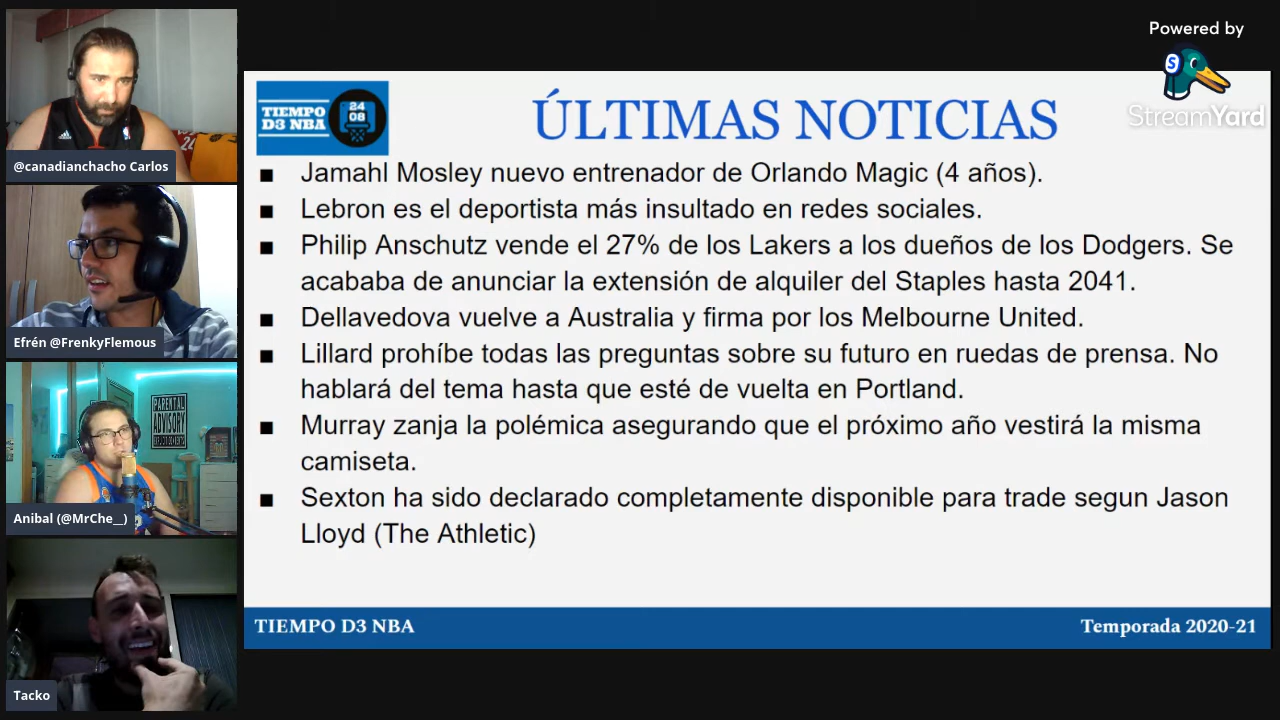 Powered by
S
StreamYard
@canadianchacho Carlos
Efrén @FrenkyFlemous
PARENTAL
ADVISORY
EXPLICIT CONTENT
Anibal (@MrChe__)
Tacko
TIEMPO
D3 NBA
24
08
ÚLTIMAS NOTICIAS
■ Jamahl Mosley nuevo entrenador de Orlando Magic (4 años).
■ Lebron es el deportista más insultado en redes sociales.
■ Philip Anschutz vende el 27% de los Lakers a los dueños de los Dodgers. Se
acababa de anunciar la extensión de alquiler del Staples hasta 2041.
■ Dellavedova vuelve a Australia y firma por los Melbourne United.
■ Lillard prohíbe todas las preguntas sobre su futuro en ruedas de prensa. No
hablará del tema hasta que esté de vuelta en Portland.
■ Murray zanja la polémica asegurando que el próximo año vestirá la misma
camiseta.
■ Sexton ha sido declarado completamente disponible para trade segun Jason
Lloyd (The Athletic)
TIEMPO D3 NBA
Temporada 2020-21